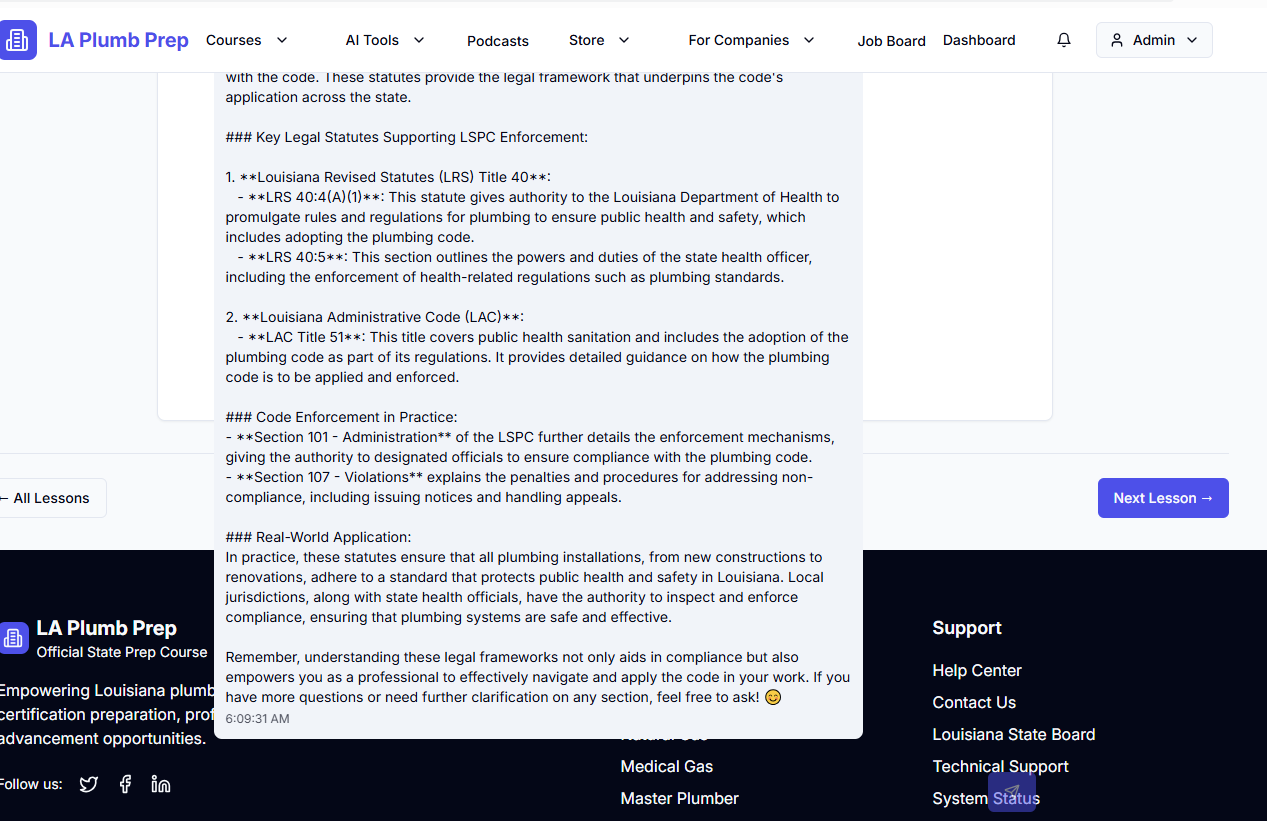 LA Plumb Prep
Courses
AI Tools
Podcasts
Store
For Companies
Job Board
Dashboard
Admin
with the code. These statutes provide the legal framework that underpins the code's
application across the state.
### Key Legal Statutes Supporting LSPC Enforcement:
1. **Louisiana Revised Statutes (LRS) Title 40**:
- **LRS 40:4(A)(1)**: This statute gives authority to the Louisiana Department of Health to
promulgate rules and regulations for plumbing to ensure public health and safety, which
includes adopting the plumbing code.
- **LRS 40:5**: This section outlines the powers and duties of the state health officer,
including the enforcement of health-related regulations such as plumbing standards.
2. **Louisiana Administrative Code (LAC)**:
- **LAC Title 51**: This title covers public health sanitation and includes the adoption of the
plumbing code as part of its regulations. It provides detailed guidance on how the plumbing
code is to be applied and enforced.
### Code Enforcement in Practice:
- **Section 101 - Administration** of the LSPC further details the enforcement mechanisms,
giving the authority to designated officials to ensure compliance with the plumbing code.
- **Section 107 - Violations** explains the penalties and procedures for addressing non-
compliance, including issuing notices and handling appeals.
### Real-World Application:
In practice, these statutes ensure that all plumbing installations, from new constructions to
renovations, adhere to a standard that protects public health and safety in Louisiana. Local
jurisdictions, along with state health officials, have the authority to inspect and enforce
compliance, ensuring that plumbing systems are safe and effective.
Remember, understanding these legal frameworks not only aids in compliance but also
empowers you as a professional to effectively navigate and apply the code in your work. If you
have more questions or need further clarification on any section, feel free to ask! 😊
6:09:31 AM
← All Lessons
Next Lesson →
LA Plumb Prep
Official State Prep Course
Empowering Louisiana plumb
certification preparation, prof
advancement opportunities.
Follow us:
Natural Gas
Medical Gas
Master Plumber
Support
Help Center
Contact Us
Louisiana State Board
Technical Support
System Status